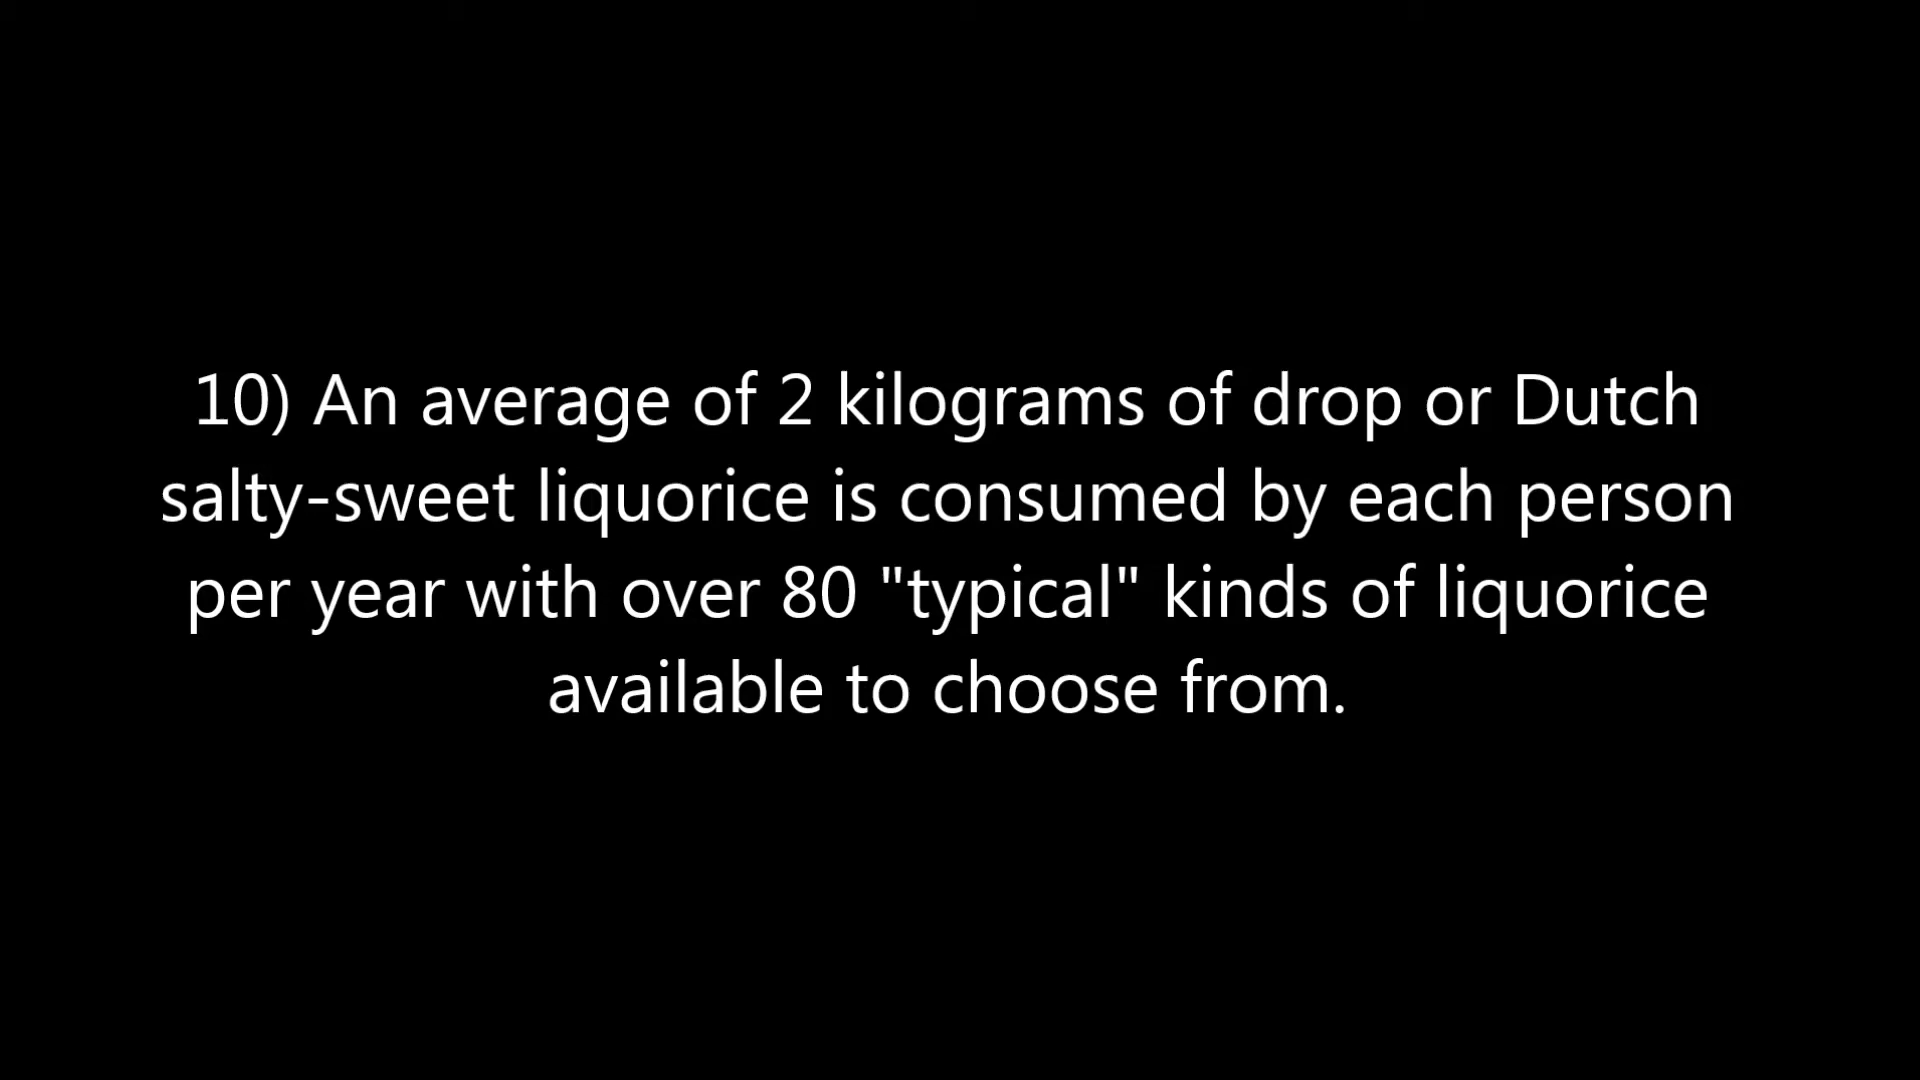 10) An average of 2 kilograms of drop or Dutch
salty-sweet liquorice is consumed by each person
per year with over 80 "typical" kinds of liquorice
available to choose from.